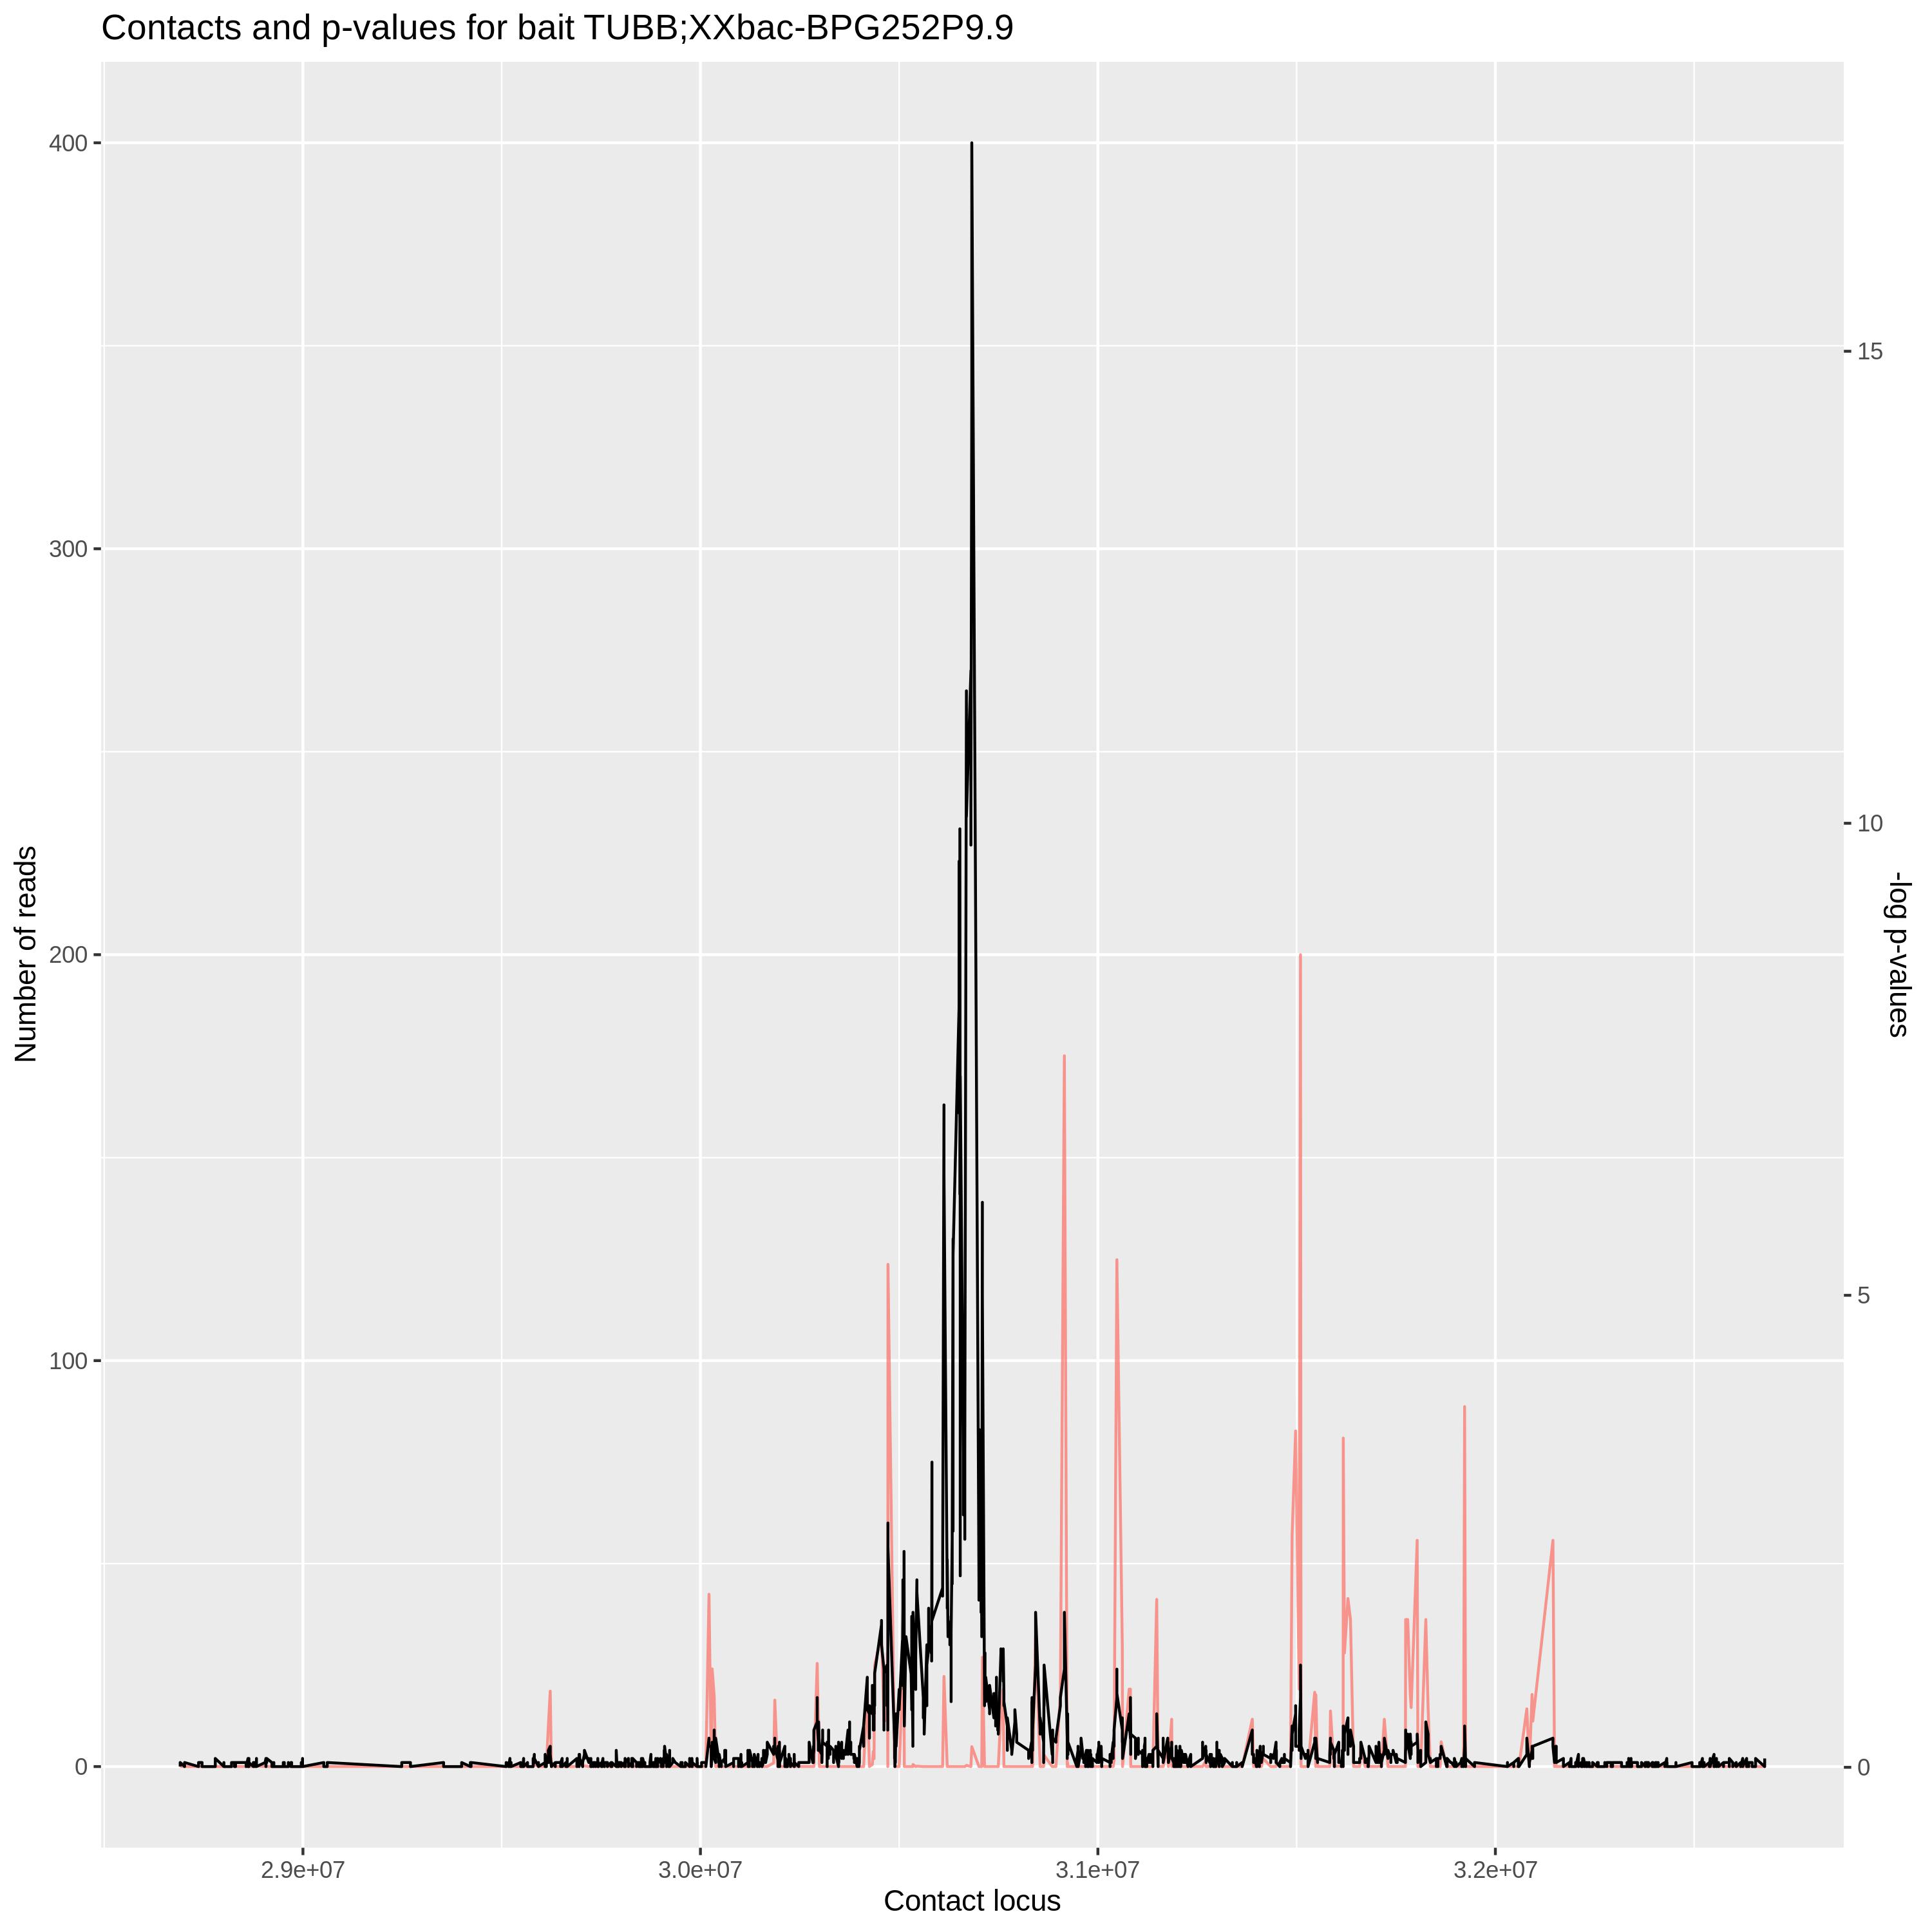 Contacts and p-values for bait TUBB;XXbac-BPG252P9.9
400
300
200
100
0
Number of reads
15
10
5
0
-log p-values
2.9e+07
3.0e+07
3.1e+07
3.2e+07
Contact locus